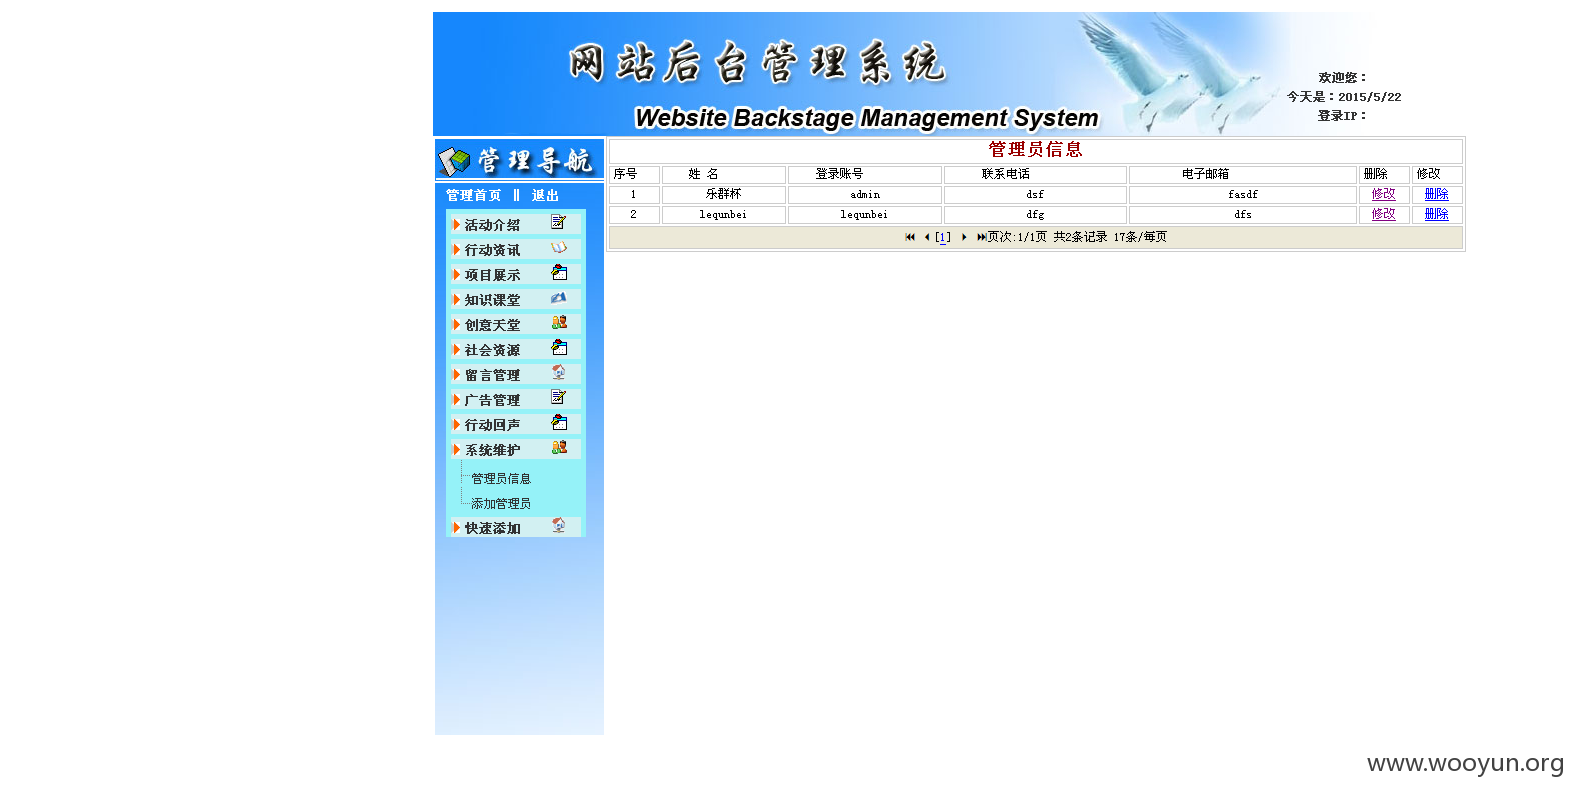 网站后台管理系统
Website Backstage Management System
欢迎您：
今天是：2015/5/22
登录IP：
管理导航
管理首页 ‖ 退出
活动介绍
行动资讯
项目展示
知识课堂
创意天堂
社会资源
留言管理
广告管理
行动回声
系统维护
管理员信息
添加管理员
快速添加
管理员信息
序号 姓 名 登录账号 联系电话 电子邮箱 删除 修改
1 乐群杯 admin dsf fasdf 修改 删除
2 lequnbei lequnbei dfg dfs 修改 删除
[1] 页次:1/1页 共2条记录 17条/每页
www.wooyun.org